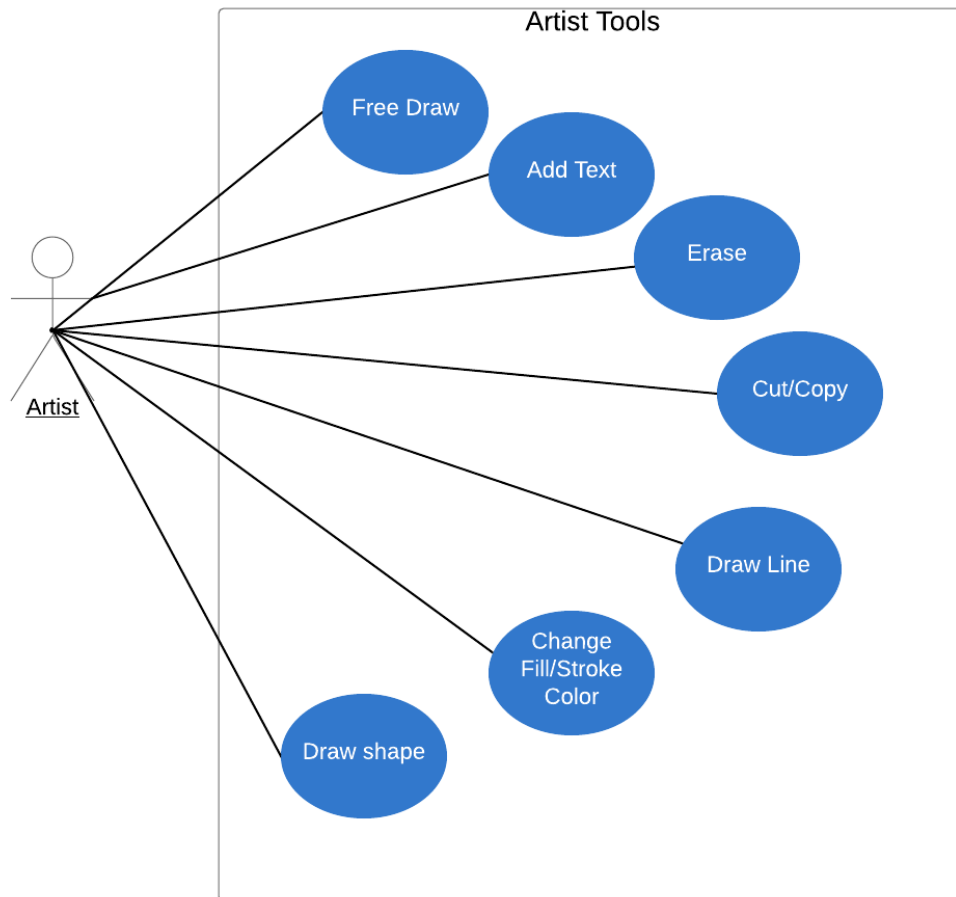 Artist Tools
Free Draw
Add Text
Erase
Cut/Copy
Artist
Draw Line
Change
Fill/Stroke
Color
Draw shape